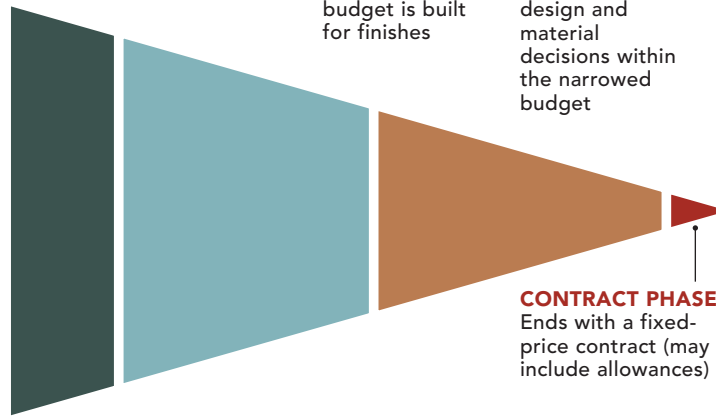 budget is built
for finishes
design and
material
decisions within
the narrowed
budget
CONTRACT PHASE
Ends with a fixed-
price contract (may
include allowances)